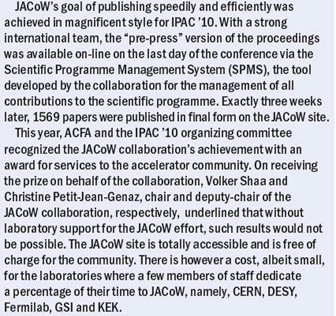 JACoW's goal of publishing speedily and efficiently was
achieved in magnificent style for IPAC '10. With a strong
international team, the “pre-press” version of the proceedings
was available on-line on the last day of the conference via the
Scientific Programme Management System (SPMS), the tool
developed by the collaboration for the management of all
contributions to the scientific programme. Exactly three weeks
later, 1569 papers were published in final form on the JACoW site.
This year, ACFA and the IPAC '10 organizing committee
recognized the JACoW collaboration's achievement with an
award for services to the accelerator community. On receiving
the prize on behalf of the collaboration, Volker Shaa and
Christine Petit-Jean-Genaz, chair and deputy-chair of the
JACoW collaboration, respectively, underlined that without
laboratory support for the JACoW effort, such results would not
be possible. The JACoW site is totally accessible and is free of
charge for the community. There is however a cost, albeit small,
for the laboratories where a few members of staff dedicate
a percentage of their time to JACoW, namely, CERN, DESY,
Fermilab, GSI and KEK.